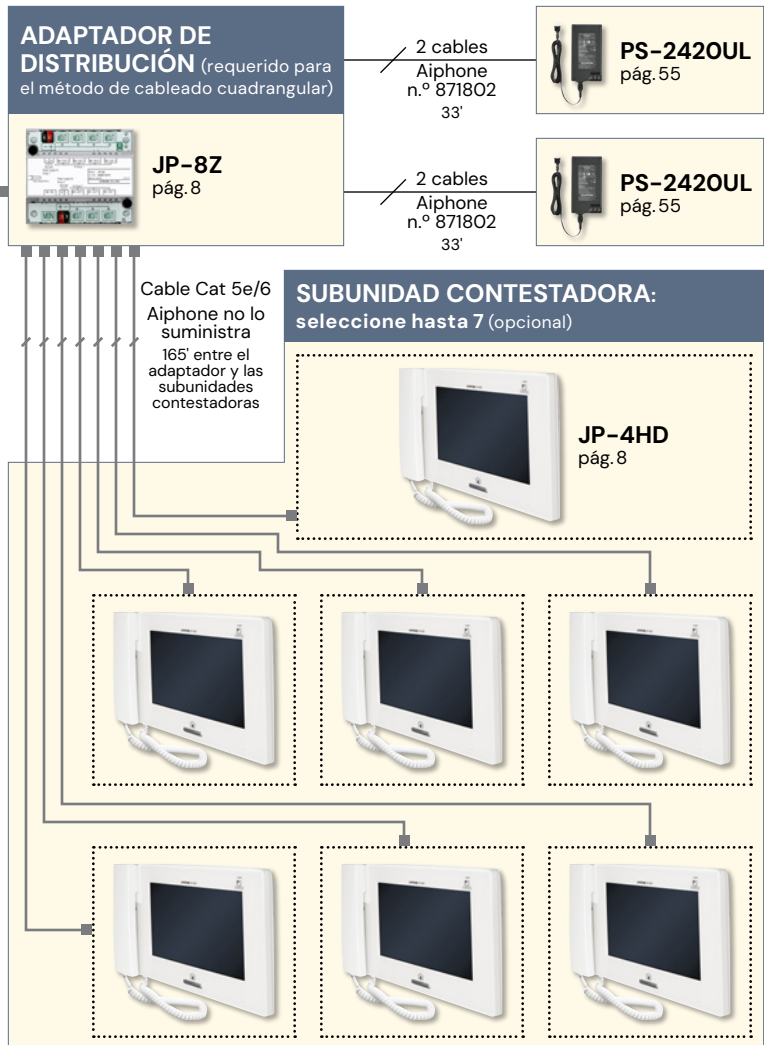 ADAPTADOR DE
DISTRIBUCIÓN (requerido para
el método de cableado cuadrangular)
JP-8Z
pág. 8
2 cables
Aiphone
n.º 871802
33'
PS-2420UL
pág. 55
2 cables
Aiphone
n.º 871802
33'
PS-2420UL
pág. 55
Cable Cat 5e/6
Aiphone no lo
suministra
165' entre el
adaptador y las
subunidades
contestadoras
SUBUNIDAD CONTESTADORA:
seleccione hasta 7 (opcional)
JP-4HD
pág. 8